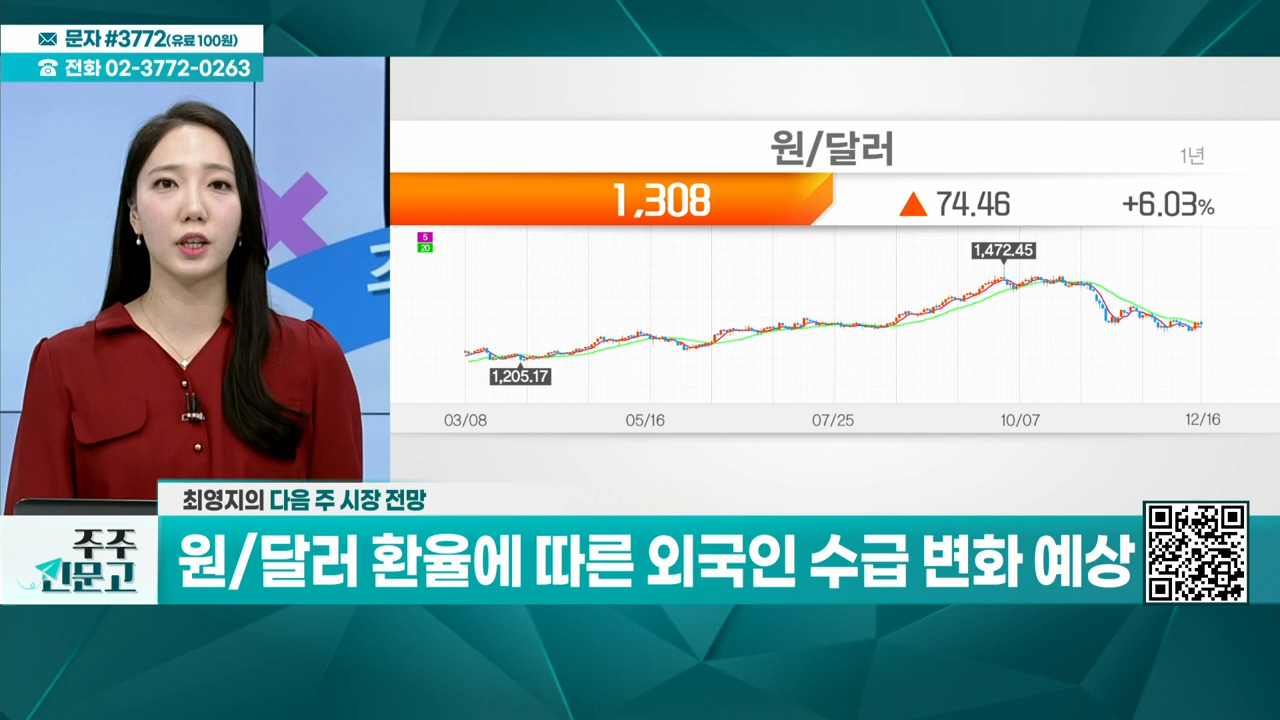 문자 #3772(유료 100원)
전화 02-3772-0263
원/달러
1년
1,308
▲ 74.46
+6.03%
5
20
1,472.45
1,205.17
03/08
05/16
07/25
10/07
12/16
최영지의 다음 주 시장 전망
주주
신문고
원/달러 환율에 따른 외국인 수급 변화 예상